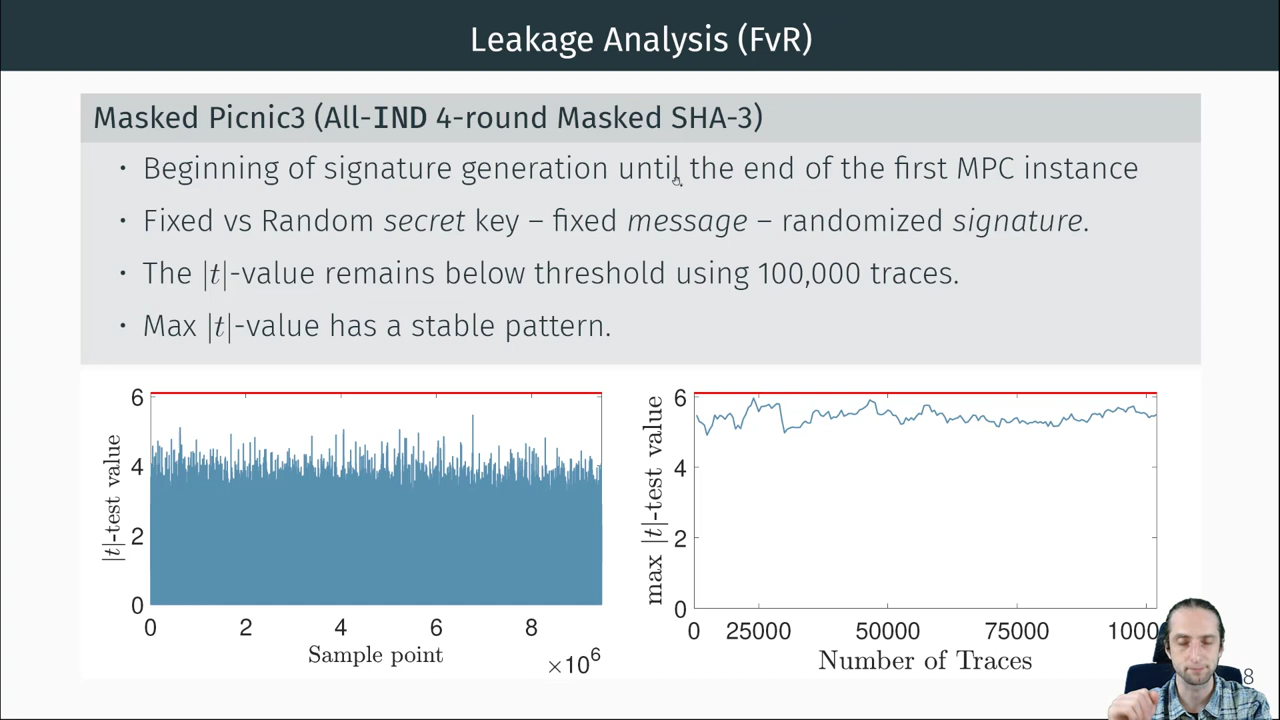 Leakage Analysis (FvR)
Masked Picnic3 (All-IND 4-round Masked SHA-3)
• Beginning of signature generation until the end of the first MPC instance
• Fixed vs Random secret key – fixed message – randomized signature.
• The |t|-value remains below threshold using 100,000 traces.
• Max |t|-value has a stable pattern.
|t|-test value
6
4
2
0
0 2 4 6 8
Sample point
×10⁶
max |t|-test value
6
4
2
0
0 25000 50000 75000 1000
Number of Traces
8